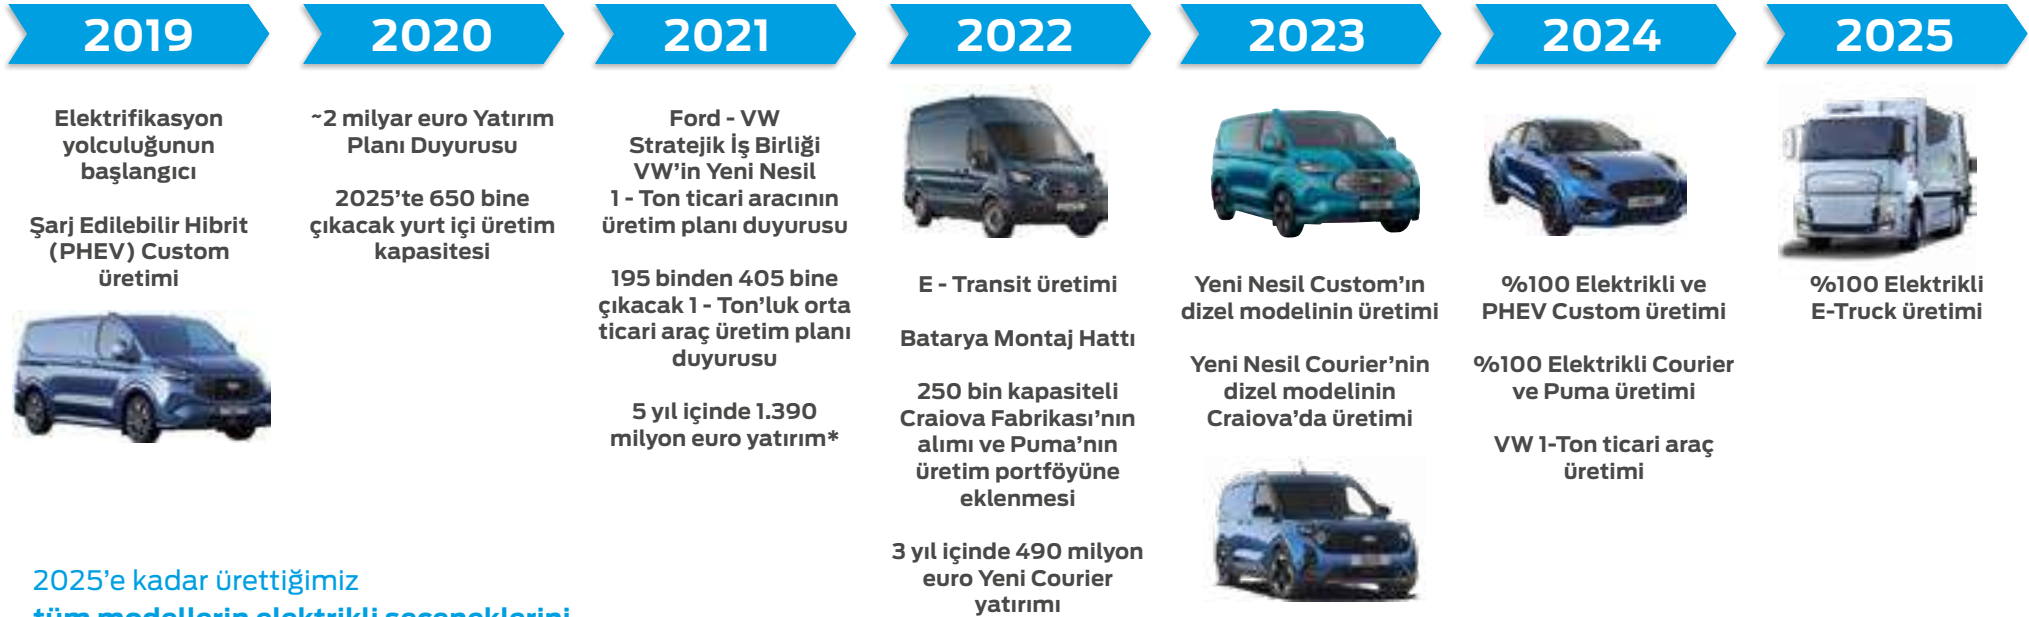 2019
Elektrifikasyon
yolculuğunun
başlangıcı
Şarj Edilebilir Hibrit
(PHEV) Custom
üretimi
2020
~2 milyar euro Yatırım
Planı Duyurusu
2025’te 650 bine
çıkacak yurt içi üretim
kapasitesi
2021
Ford - VW
Stratejik İş Birliği
VW’in Yeni Nesil
1 - Ton ticari aracının
üretim planı duyurusu
195 binden 405 bine
çıkacak 1 - Ton’luk orta
ticari araç üretim planı
duyurusu
5 yıl içinde 1.390
milyon euro yatırım*
2022
E - Transit üretimi
Batarya Montaj Hattı
250 bin kapasiteli
Craiova Fabrikası’nın
alımı ve Puma’nın
üretim portföyüne
eklenmesi
3 yıl içinde 490 milyon
euro Yeni Courier
yatırımı
2023
Yeni Nesil Custom’ın
dizel modelinin üretimi
Yeni Nesil Courier’nin
dizel modelinin
Craiova’da üretimi
2024
%100 Elektrikli ve
PHEV Custom üretimi
%100 Elektrikli Courier
ve Puma üretimi
VW 1-Ton ticari araç
üretimi
2025
%100 Elektrikli
E-Truck üretimi
2025’e kadar ürettiğimiz
tüm modellerin elektrikli seçeneklerini